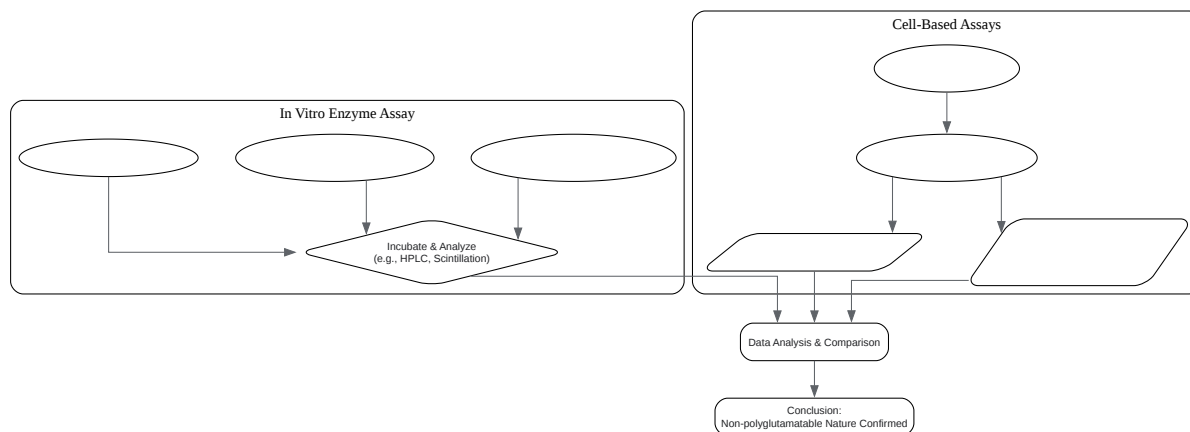 Cell-Based Assays
In Vitro Enzyme Assay
Incubate & Analyze
(e.g., HPLC, Scintillation)
Data Analysis & Comparison
Conclusion:
Non-polyglutamatable Nature Confirmed